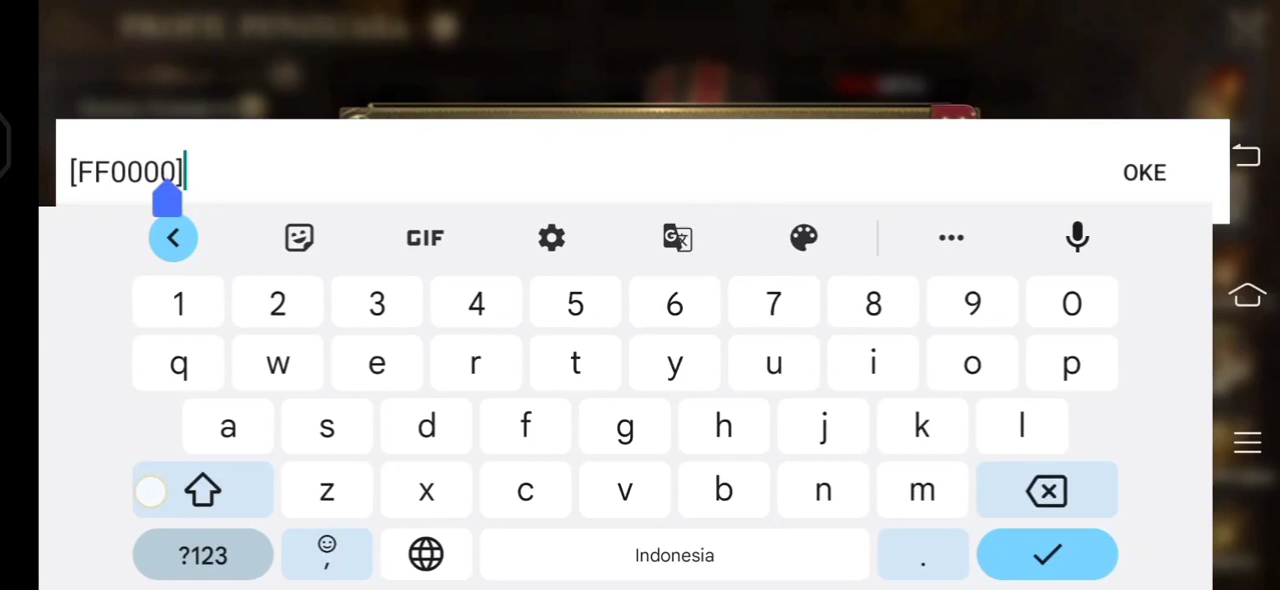 [FF0000]
OKE
GIF
1 2 3 4 5 6 7 8 9 0
q w e r t y u i o p
a s d f g h j k l
z x c v b n m
?123 , Indonesia .